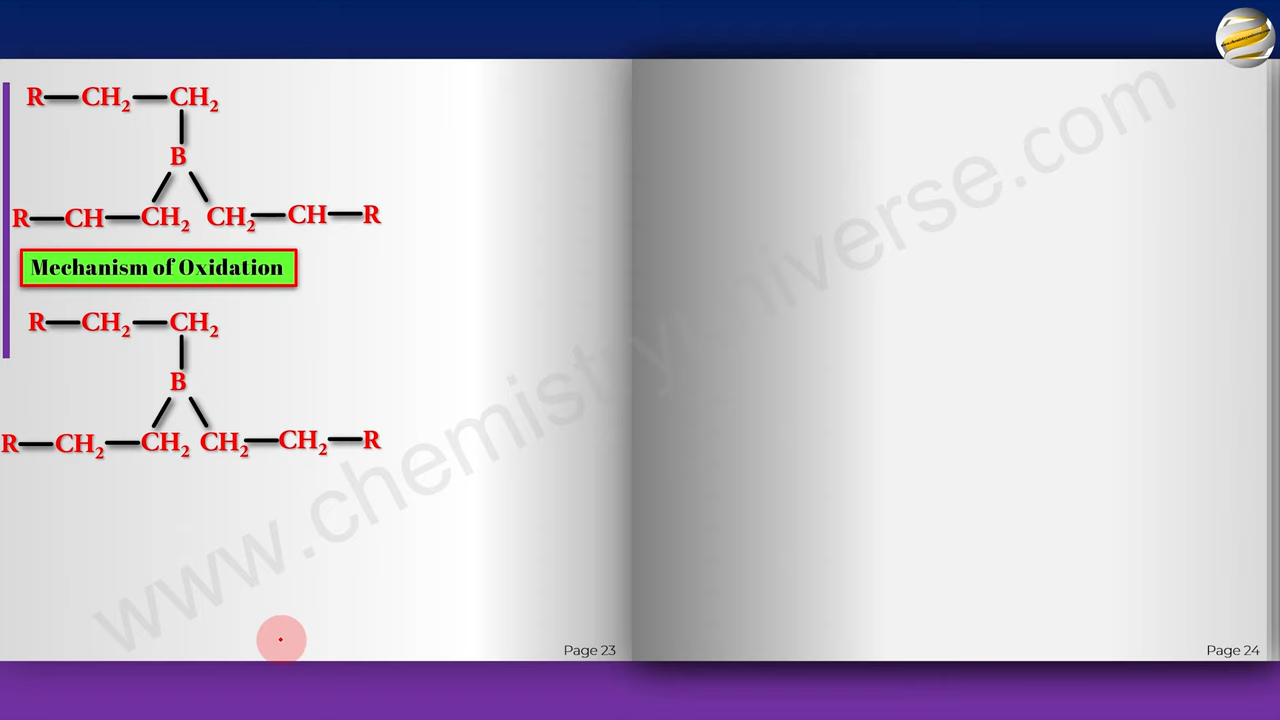 R—CH₂—CH₂
B
R—CH—CH₂ CH₂—CH—R
Mechanism of Oxidation
R—CH₂—CH₂
B
R—CH₂—CH₂ CH₂—CH₂—R
www.chemistryuniverse.com
Page 23
Page 24